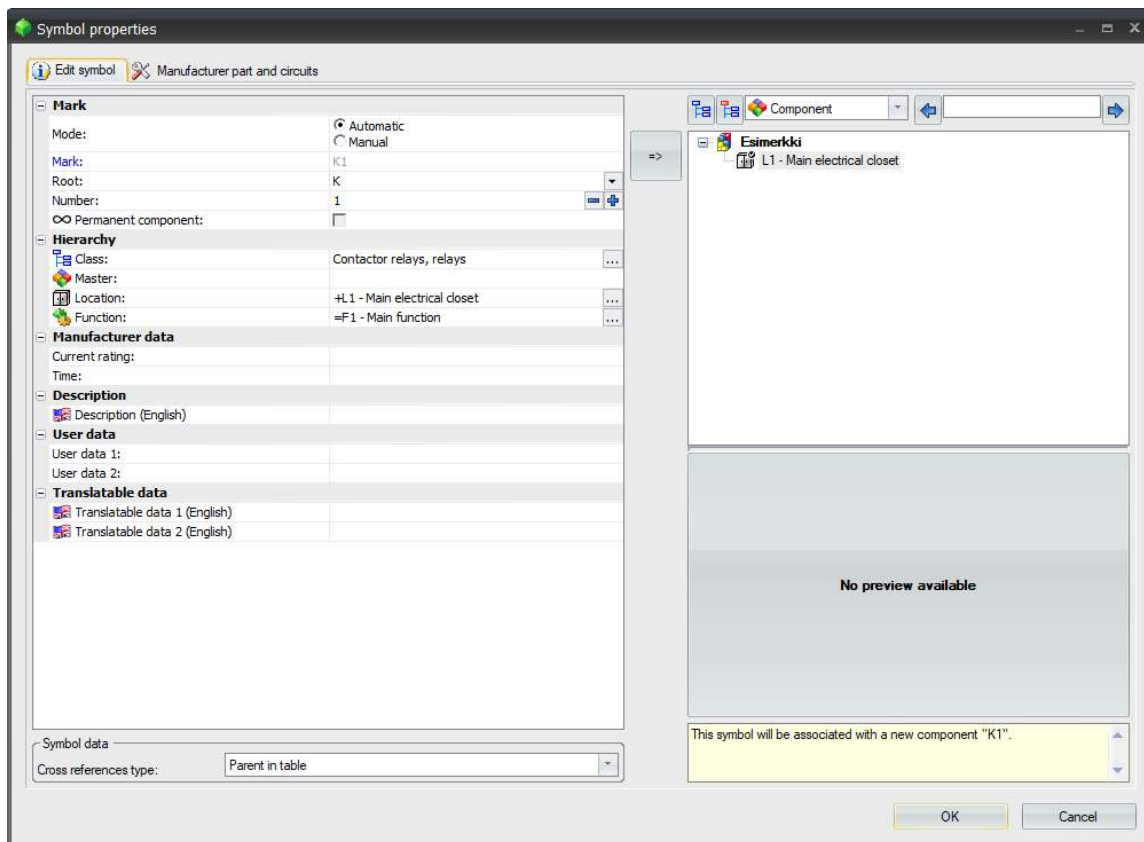 Symbol properties
Edit symbol
Manufacturer part and circuits
Mark
Mode:
Automatic
Manual
Mark:
K1
Root:
K
Number:
1
Permanent component:
Hierarchy
Class:
Contactor relays, relays
...
Master:
Location:
+L1 - Main electrical closet
...
Function:
=F1 - Main function
...
Manufacturer data
Current rating:
Time:
Description
Description (English)
User data
User data 1:
User data 2:
Translatable data
Translatable data 1 (English)
Translatable data 2 (English)
Symbol data
Cross references type:
Parent in table
=>
Component
Esimerkki
L1 - Main electrical closet
No preview available
This symbol will be associated with a new component "K1".
OK
Cancel